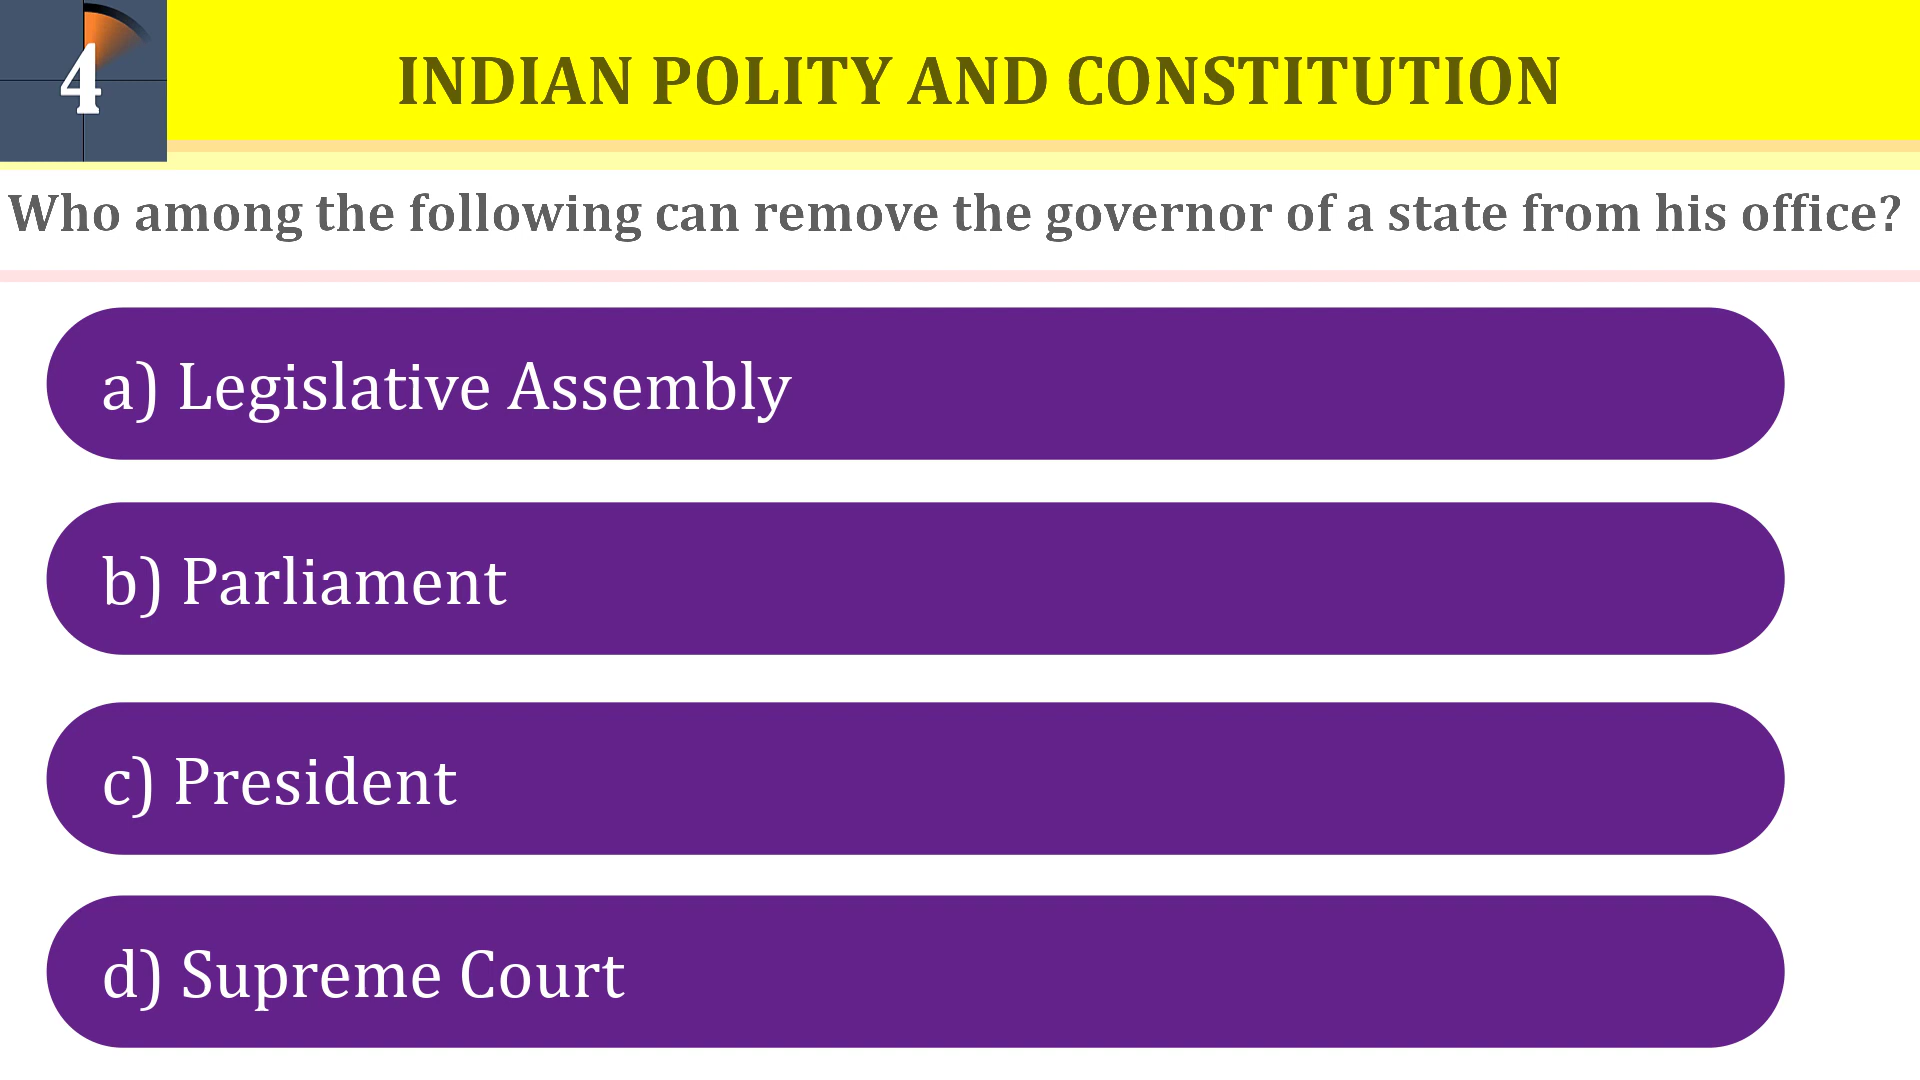 4
INDIAN POLITY AND CONSTITUTION
Who among the following can remove the governor of a state from his office?
a) Legislative Assembly
b) Parliament
c) President
d) Supreme Court